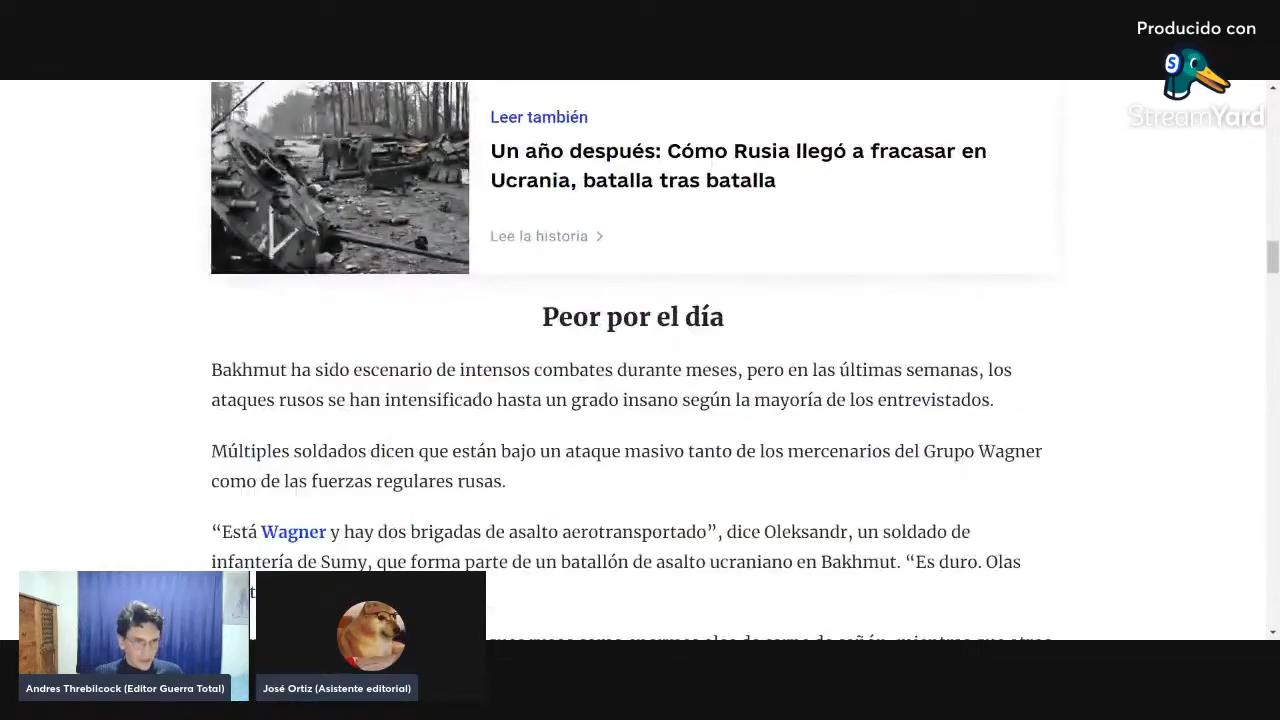 Producido con
StreamYard
Leer también
Un año después: Cómo Rusia llegó a fracasar en
Ucrania, batalla tras batalla
Lee la historia >
Peor por el día
Bakhmut ha sido escenario de intensos combates durante meses, pero en las últimas semanas, los
ataques rusos se han intensificado hasta un grado insano según la mayoría de los entrevistados.
Múltiples soldados dicen que están bajo un ataque masivo tanto de los mercenarios del Grupo Wagner
como de las fuerzas regulares rusas.
“Está Wagner y hay dos brigadas de asalto aerotransportado”, dice Oleksandr, un soldado de
infantería de Sumy, que forma parte de un batallón de asalto ucraniano en Bakhmut. “Es duro. Olas
Andres Threbilcock (Editor Guerra Total)
José Ortiz (Asistente editorial)